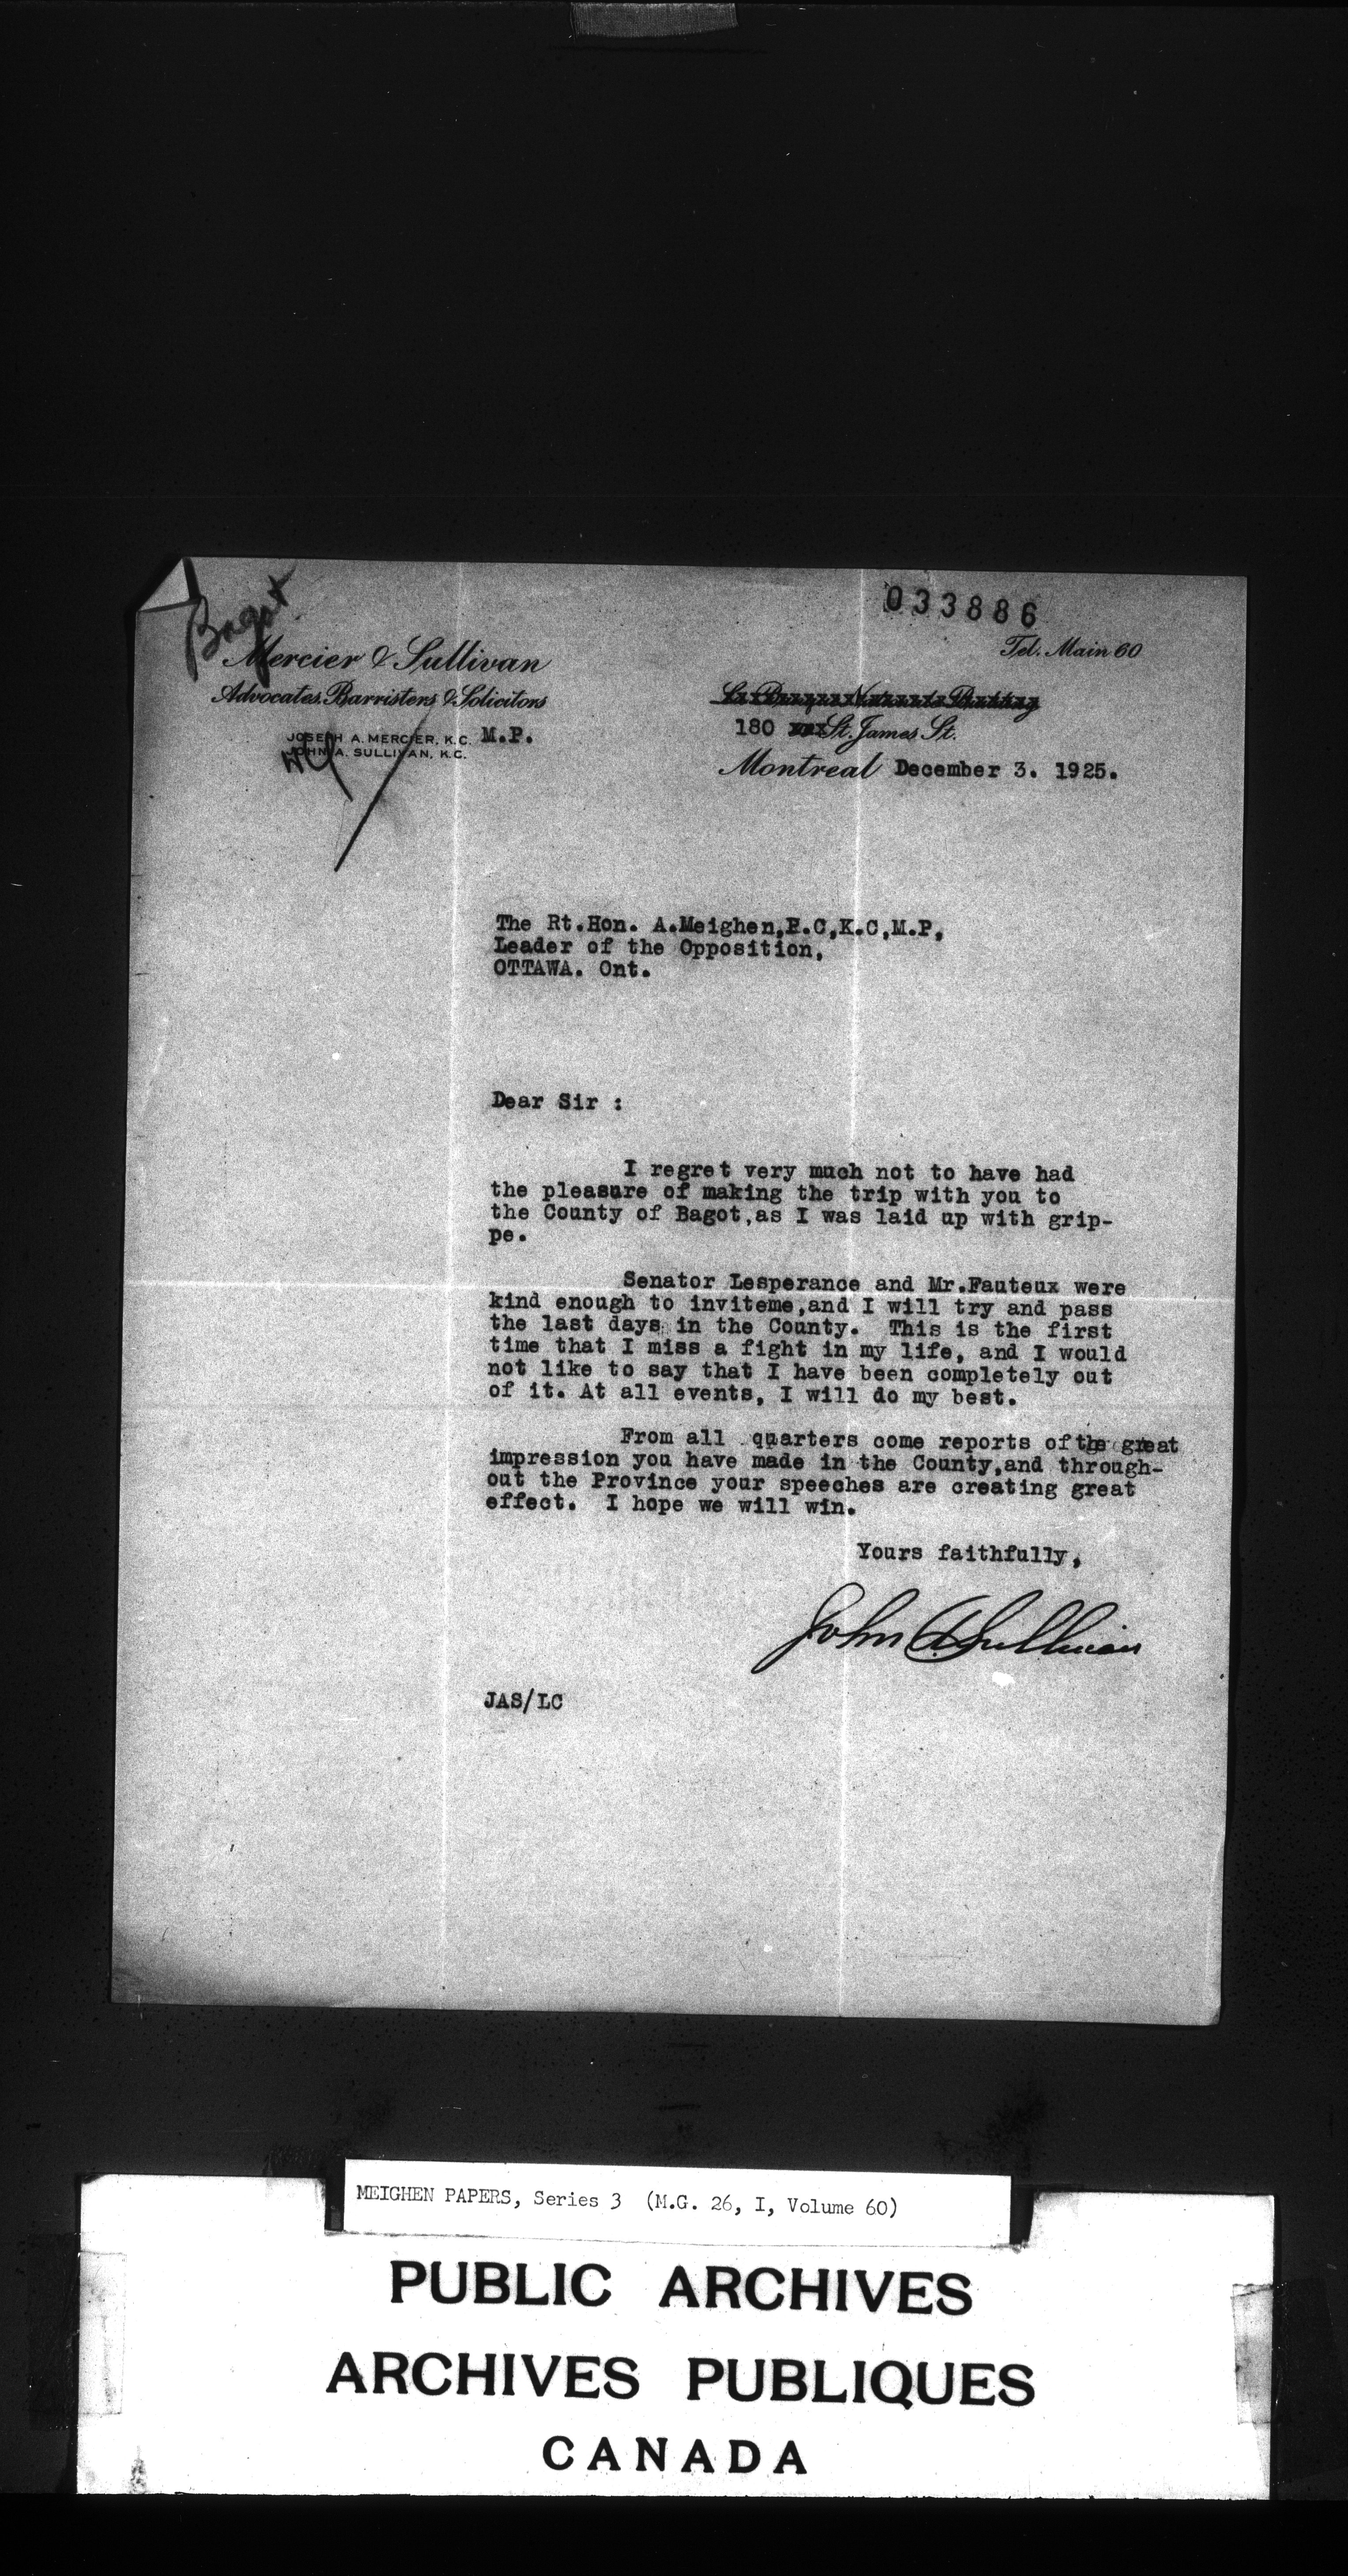 Bagot
033886
Mercier & Sullivan
Tel. Main 60
Advocates, Barristers & Solicitors
La Banque Nationale Building
JOSEPH A. MERCIER, K.C. M.P.
180 St. James St.
JOHN A. SULLIVAN, K.C.
Montreal December 3. 1925.
The Rt.Hon. A.Meighen,P.C,K.C,M.P,
Leader of the Opposition,
OTTAWA. Ont.
Dear Sir :
I regret very much not to have had
the pleasure of making the trip with you to
the County of Bagot,as I was laid up with grip-
pe.
Senator Lesperance and Mr.Fauteux were
kind enough to inviteme,and I will try and pass
the last days in the County. This is the first
time that I miss a fight in my life, and I would
not like to say that I have been completely out
of it. At all events, I will do my best.
From all quarters come reports of the great
impression you have made in the County,and through-
out the Province your speeches are creating great
effect. I hope we will win.
Yours faithfully,
John A Sullivan
JAS/LC
MEIGHEN PAPERS, Series 3 (M.G. 26, I, Volume 60)
PUBLIC ARCHIVES
ARCHIVES PUBLIQUES
CANADA